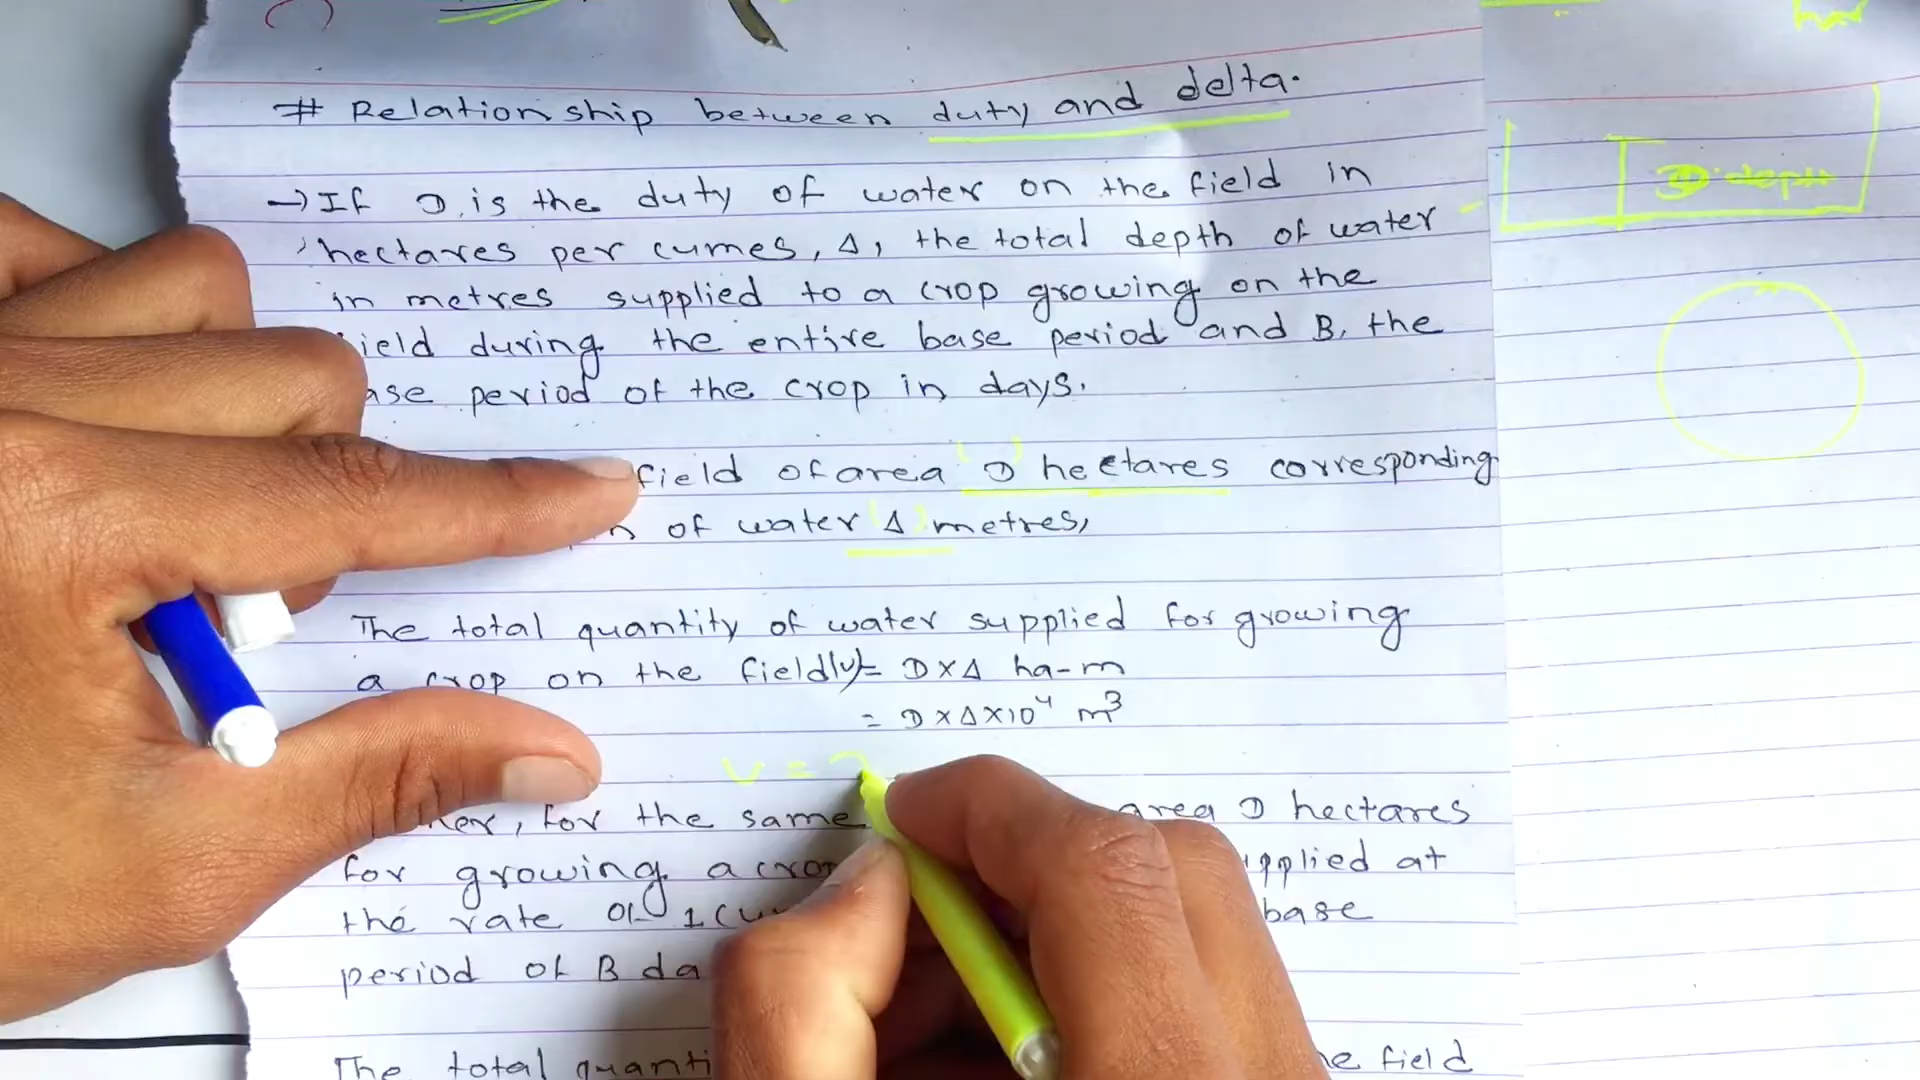 # Relationship between duty and delta.
→ If D, is the duty of water on the field in
hectares per cumes, Δ, the total depth of water
in metres supplied to a crop growing on the
ield during the entire base period and B, the
ase period of the crop in days.
field of area D hectares corresponding
of water Δ metres,
The total quantity of water supplied for growing
a crop on the field(v) = D×Δ ha-m
= D×Δ×10⁴ m³
V =
for the same area D hectares
for growing a crop pplied at
the rate of 1 cu base
period of B da
The total quanti he field
D depth